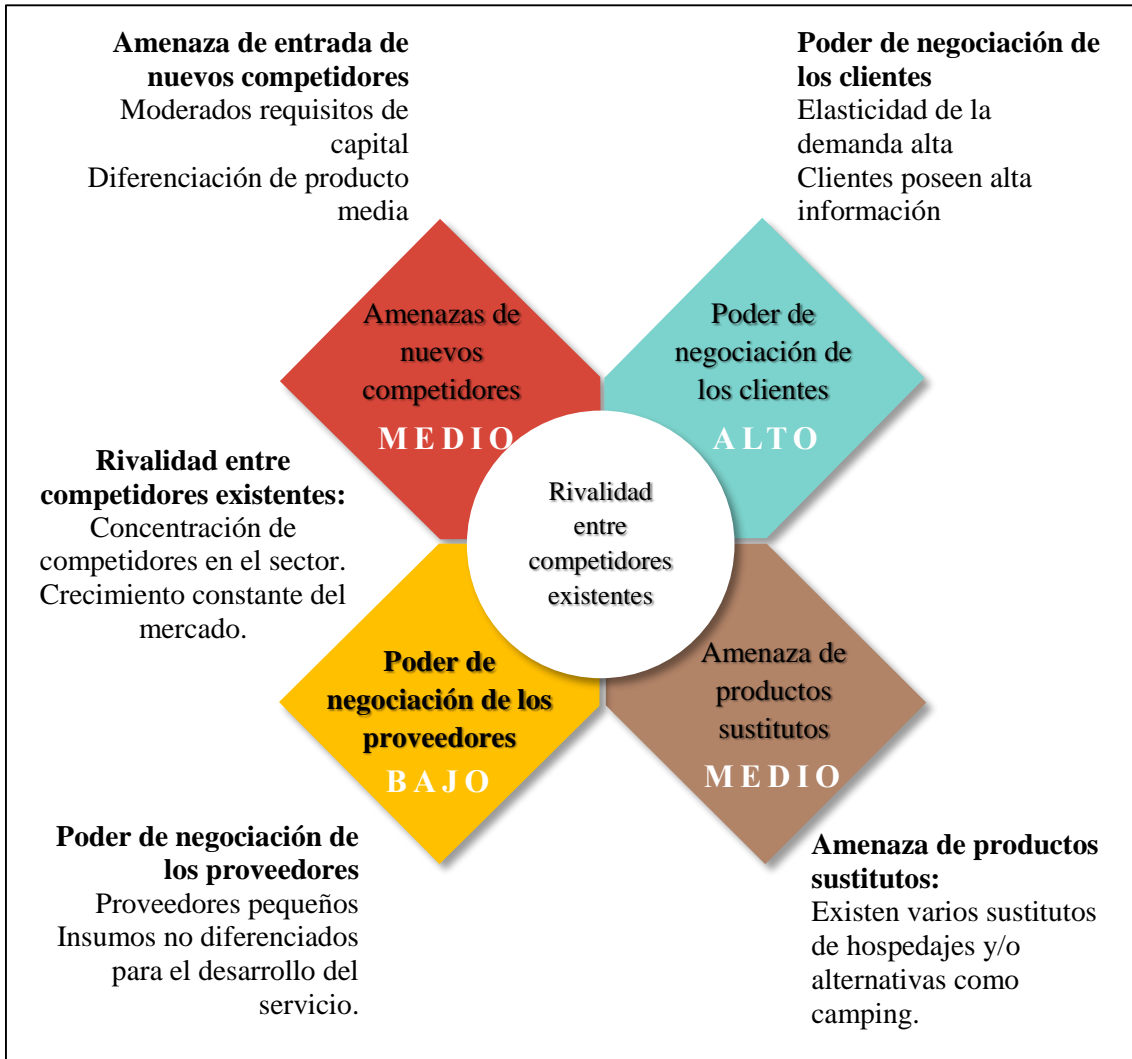 Amenaza de entrada de
nuevos competidores
Moderados requisitos de
capital
Diferenciación de producto
media
Poder de negociación de
los clientes
Elasticidad de la
demanda alta
Clientes poseen alta
información
Amenazas de
nuevos
competidores
MEDIO
Poder de
negociación de
los clientes
ALTO
Rivalidad entre
competidores existentes:
Concentración de
competidores en el sector.
Crecimiento constante del
mercado.
Rivalidad
entre
competidores
existentes
Poder de
negociación de los
proveedores
BAJO
Amenaza de
productos
sustitutos
MEDIO
Poder de negociación de
los proveedores
Proveedores pequeños
Insumos no diferenciados
para el desarrollo del
servicio.
Amenaza de productos
sustitutos:
Existen varios sustitutos
de hospedajes y/o
alternativas como
camping.